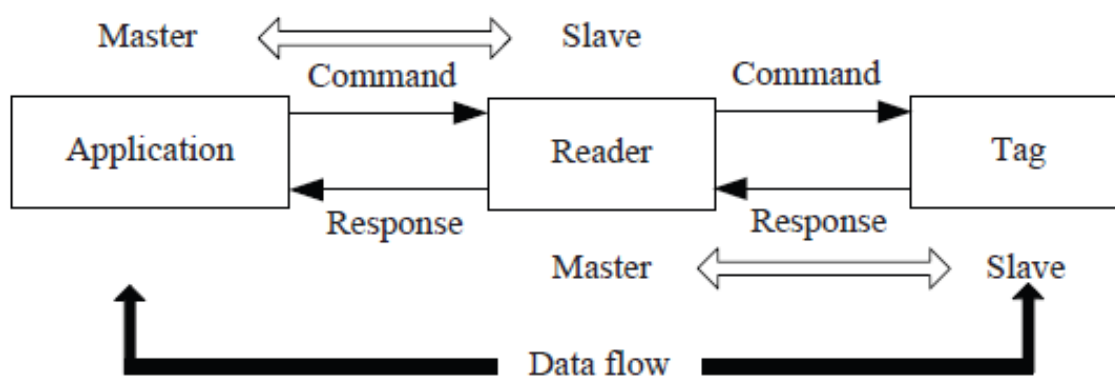 Master
Slave
Command
Command
Application
Reader
Tag
Response
Response
Master
Slave
Data flow